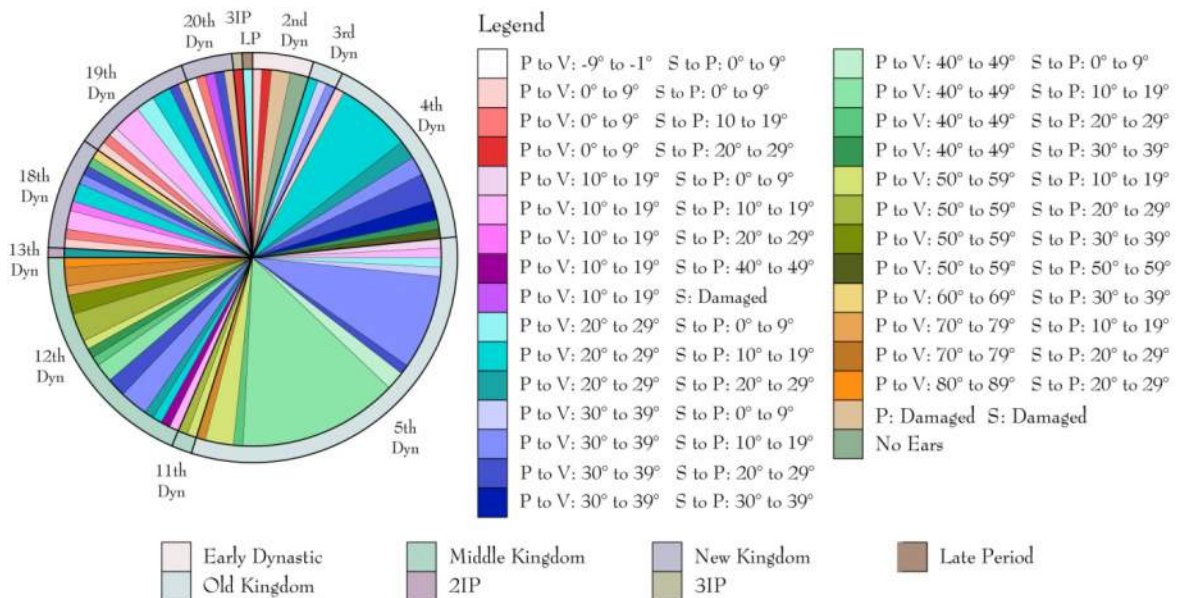 20th
Dyn
3IP
LP
2nd
Dyn
3rd
Dyn
4th
Dyn
5th
Dyn
11th
Dyn
12th
Dyn
13th
Dyn
18th
Dyn
19th
Dyn
Legend
P to V: -9° to -1° S to P: 0° to 9°
P to V: 0° to 9° S to P: 0° to 9°
P to V: 0° to 9° S to P: 10 to 19°
P to V: 0° to 9° S to P: 20° to 29°
P to V: 10° to 19° S to P: 0° to 9°
P to V: 10° to 19° S to P: 10° to 19°
P to V: 10° to 19° S to P: 20° to 29°
P to V: 10° to 19° S to P: 40° to 49°
P to V: 10° to 19° S: Damaged
P to V: 20° to 29° S to P: 0° to 9°
P to V: 20° to 29° S to P: 10° to 19°
P to V: 20° to 29° S to P: 20° to 29°
P to V: 30° to 39° S to P: 0° to 9°
P to V: 30° to 39° S to P: 10° to 19°
P to V: 30° to 39° S to P: 20° to 29°
P to V: 30° to 39° S to P: 30° to 39°
P to V: 40° to 49° S to P: 0° to 9°
P to V: 40° to 49° S to P: 10° to 19°
P to V: 40° to 49° S to P: 20° to 29°
P to V: 40° to 49° S to P: 30° to 39°
P to V: 50° to 59° S to P: 10° to 19°
P to V: 50° to 59° S to P: 20° to 29°
P to V: 50° to 59° S to P: 30° to 39°
P to V: 50° to 59° S to P: 50° to 59°
P to V: 60° to 69° S to P: 30° to 39°
P to V: 70° to 79° S to P: 10° to 19°
P to V: 70° to 79° S to P: 20° to 29°
P to V: 80° to 89° S to P: 20° to 29°
P: Damaged S: Damaged
No Ears
Early Dynastic
Old Kingdom
Middle Kingdom
2IP
New Kingdom
3IP
Late Period